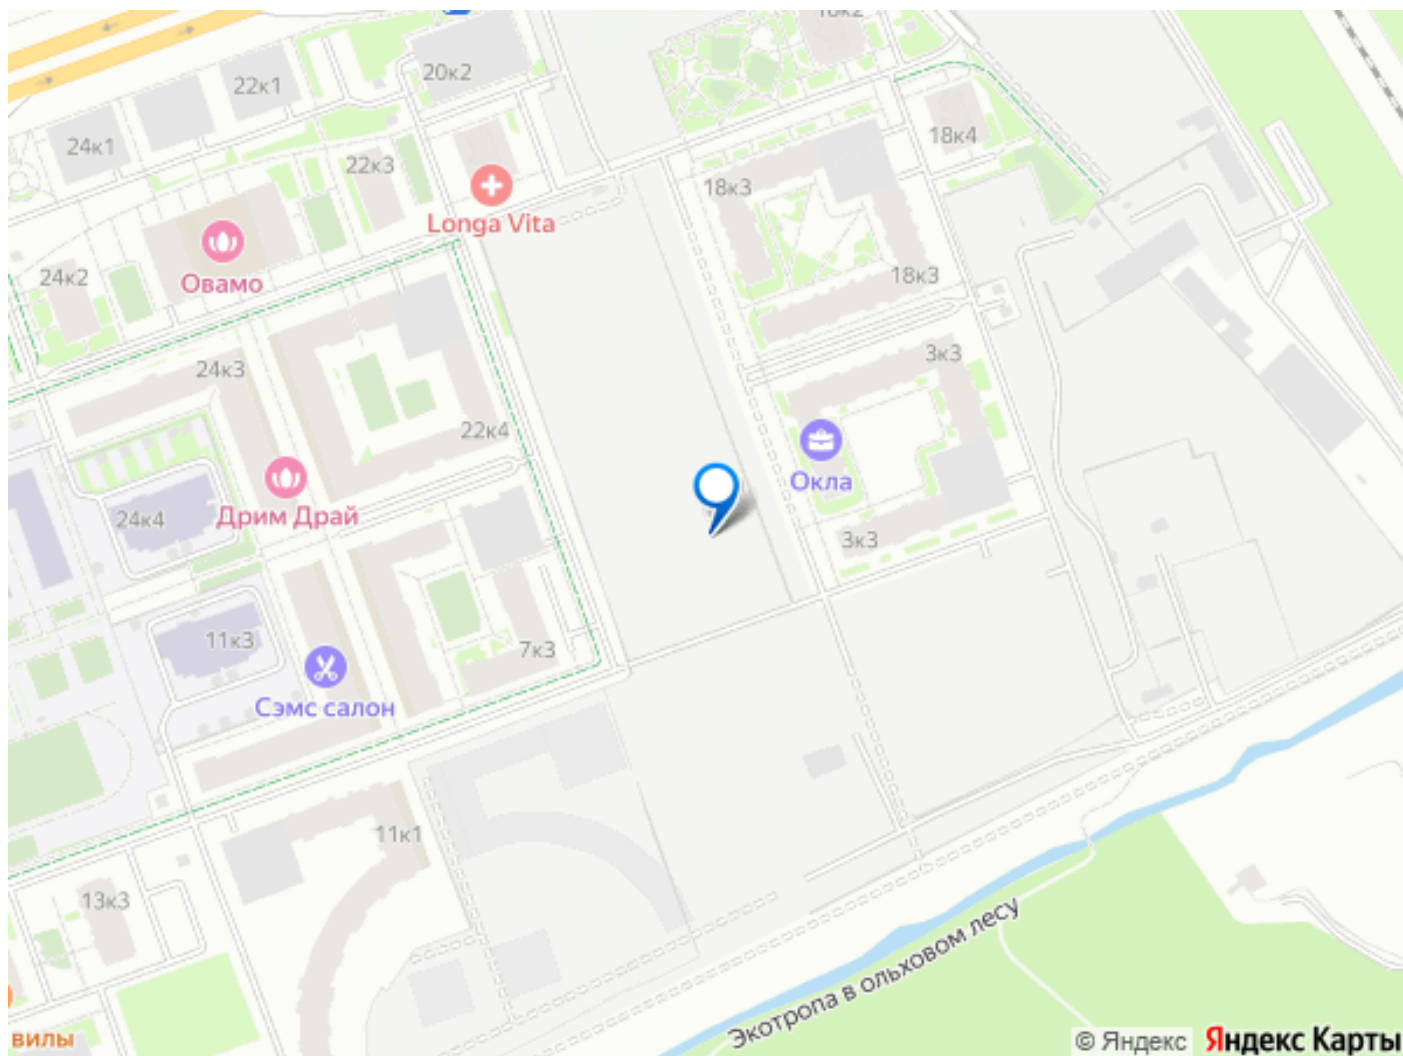 18к2
22к1
20к2
24к1
22к3
18к4
18к3
Longa Vita
24к2
Овамо
18к3
24к3
3к3
22к4
Окла
24к4
Дрим Драй
3к3
11к3
7к3
Сэмс салон
11к1
13к3
Экотропа в ольховом лесу
вилы
© Яндекс
Яндекс Карты